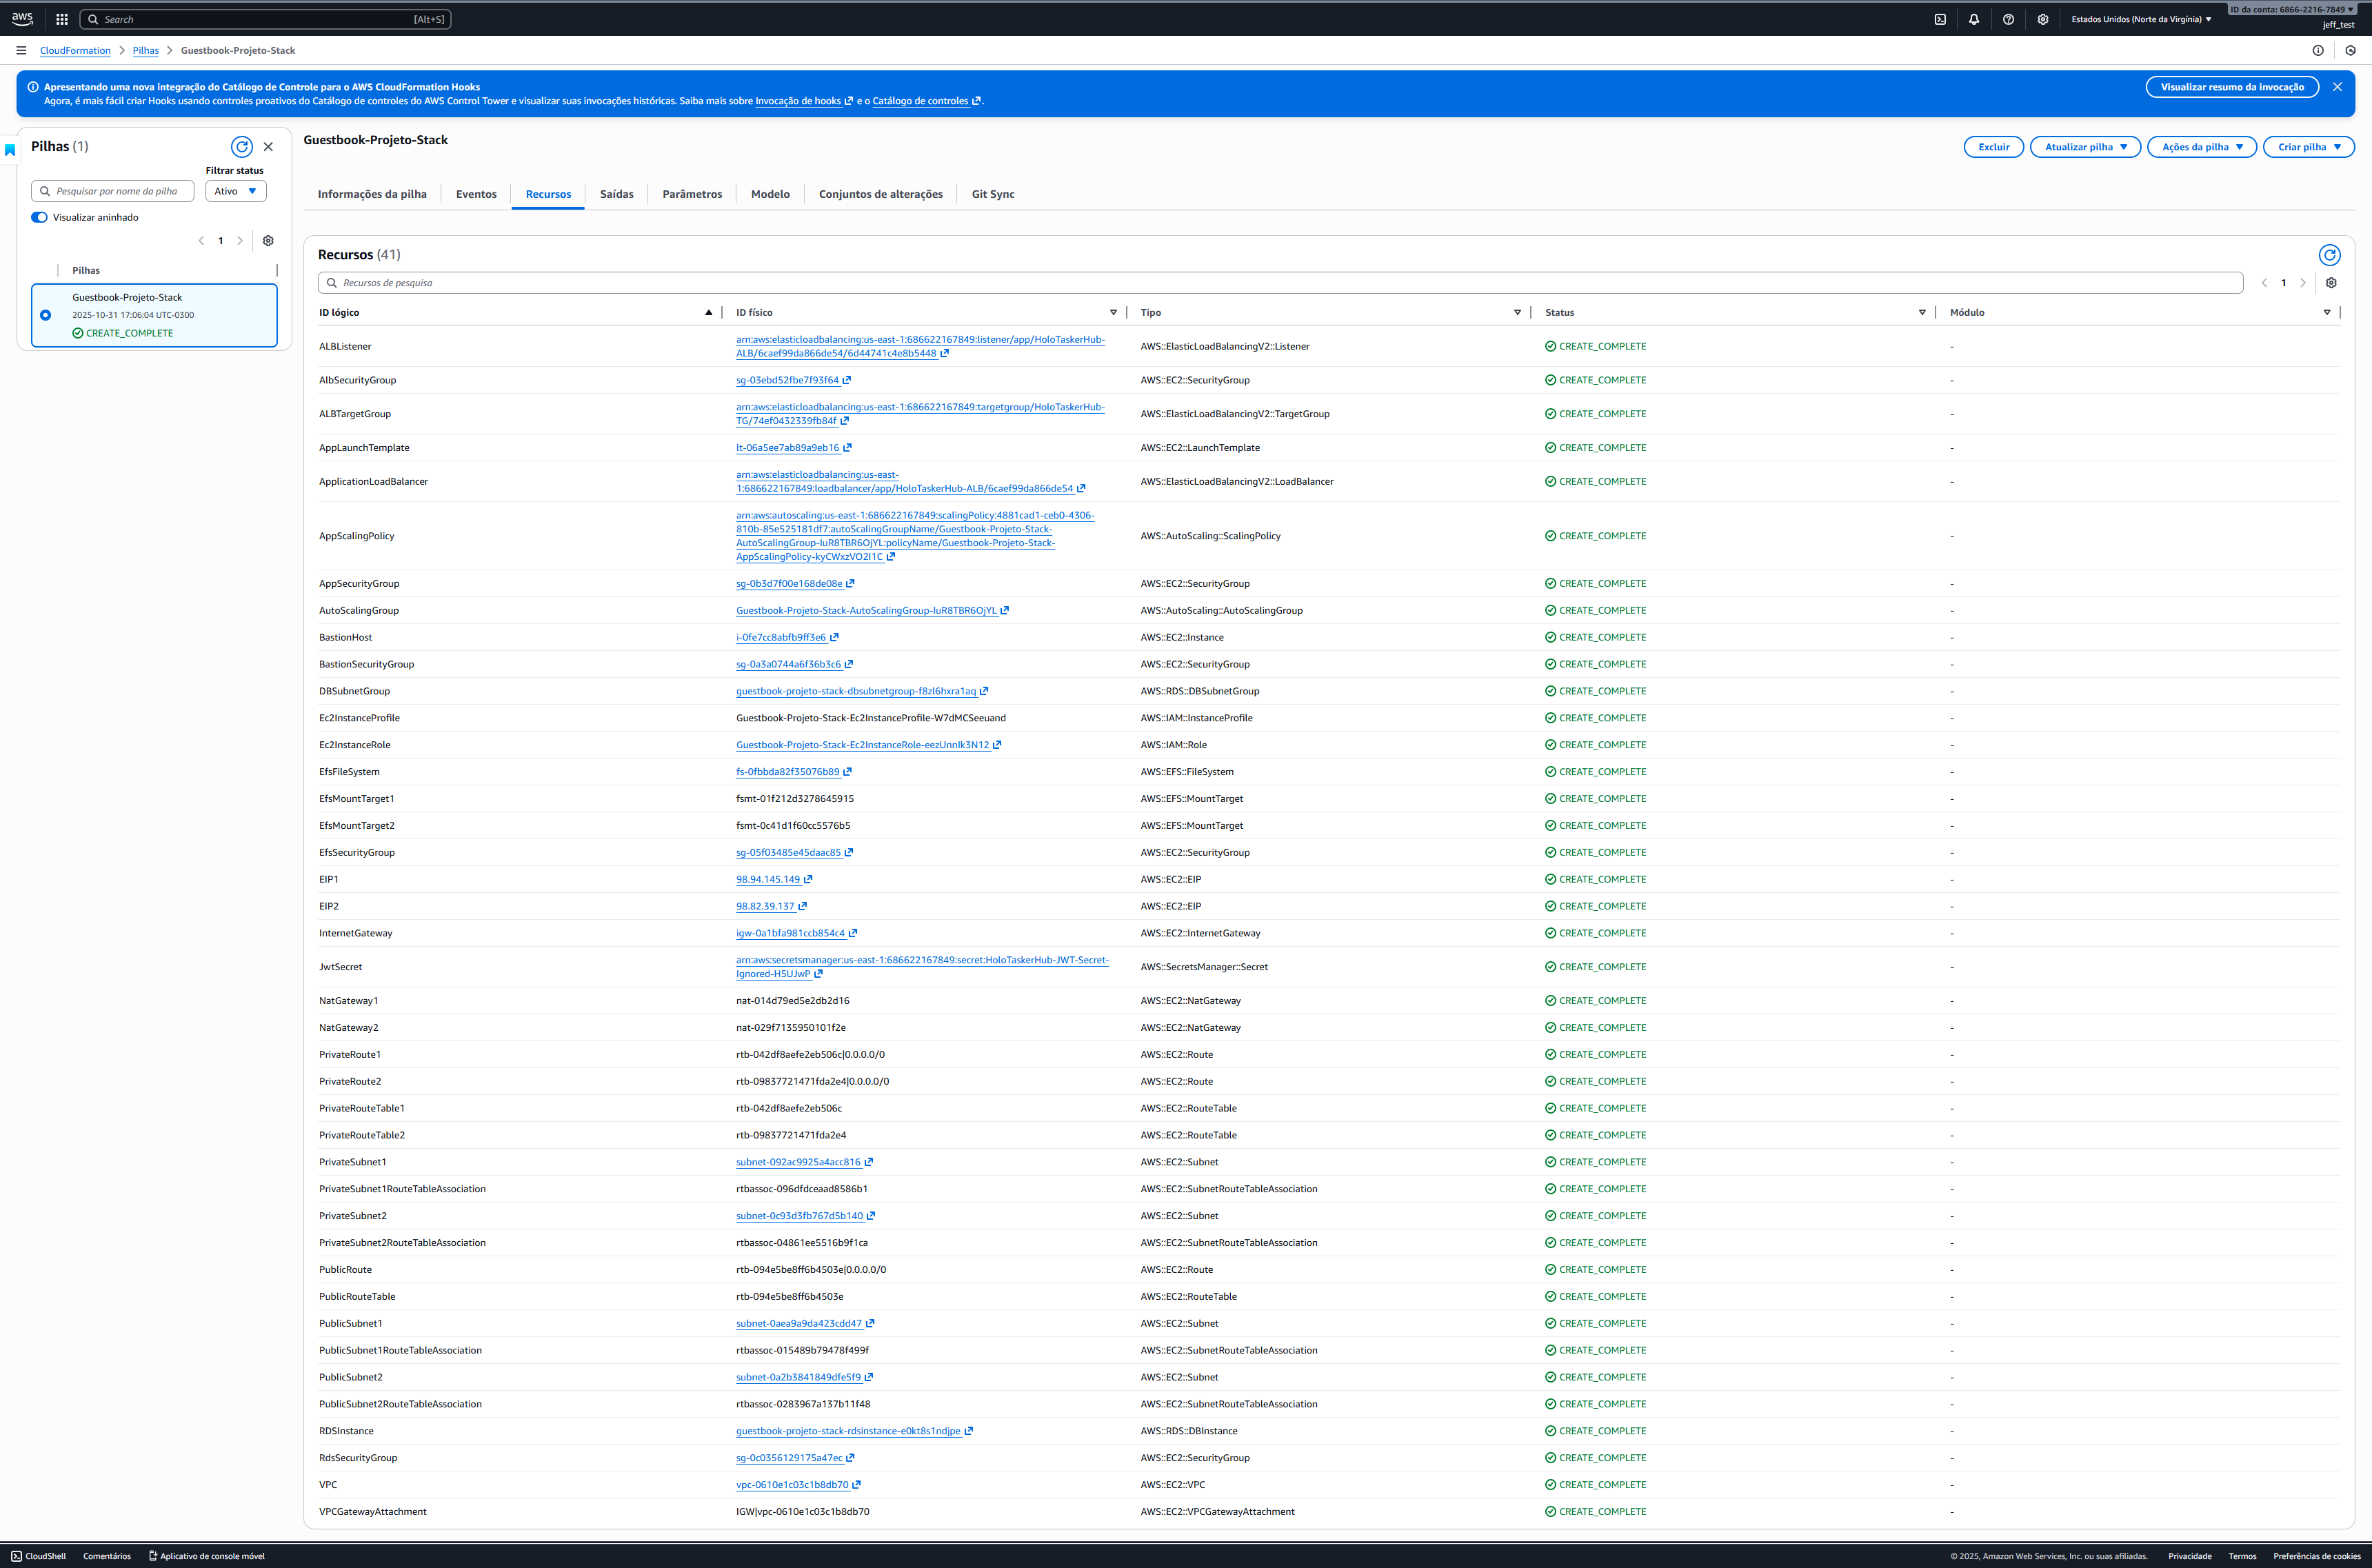 aws
Search [Alt+S]
Estados Unidos (Norte da Virgínia)
ID da conta: 6866-2216-7849
jeff_test
CloudFormation > Pilhas > Guestbook-Projeto-Stack
Apresentando uma nova integração do Catálogo de Controle para o AWS CloudFormation Hooks
Agora, é mais fácil criar Hooks usando controles proativos do Catálogo de controles do AWS Control Tower e visualizar suas invocações históricas. Saiba mais sobre Invocação de hooks e o Catálogo de controles.
Visualizar resumo da invocação
Pilhas (1)
Filtrar status
Pesquisar por nome da pilha
Ativo
Visualizar aninhado
1
Pilhas
Guestbook-Projeto-Stack
2025-10-31 17:06:04 UTC-0300
CREATE_COMPLETE
Guestbook-Projeto-Stack
Excluir
Atualizar pilha
Ações da pilha
Criar pilha
Informações da pilha
Eventos
Recursos
Saídas
Parâmetros
Modelo
Conjuntos de alterações
Git Sync
Recursos (41)
Recursos de pesquisa
1
ID lógico ID físico Tipo Status Módulo
ALBListener arn:aws:elasticloadbalancing:us-east-1:686622167849:listener/app/HoloTaskerHub-
ALB/6caef99da866de54/6d44741c4e8b5448 AWS::ElasticLoadBalancingV2::Listener CREATE_COMPLETE -
AlbSecurityGroup sg-03ebd52fbe7f93f64 AWS::EC2::SecurityGroup CREATE_COMPLETE -
ALBTargetGroup arn:aws:elasticloadbalancing:us-east-1:686622167849:targetgroup/HoloTaskerHub-
TG/74ef0432339fb84f AWS::ElasticLoadBalancingV2::TargetGroup CREATE_COMPLETE -
AppLaunchTemplate lt-06a5ee7ab89a9eb16 AWS::EC2::LaunchTemplate CREATE_COMPLETE -
ApplicationLoadBalancer arn:aws:elasticloadbalancing:us-east-
1:686622167849:loadbalancer/app/HoloTaskerHub-ALB/6caef99da866de54 AWS::ElasticLoadBalancingV2::LoadBalancer CREATE_COMPLETE -
AppScalingPolicy arn:aws:autoscaling:us-east-1:686622167849:scalingPolicy:4881cad1-ceb0-4306-
810b-85e525181df7:autoScalingGroupName/Guestbook-Projeto-Stack-
AutoScalingGroup-IuR8TBR6OjYL:policyName/Guestbook-Projeto-Stack-
AppScalingPolicy-kyCWxzVO2I1C AWS::AutoScaling::ScalingPolicy CREATE_COMPLETE -
AppSecurityGroup sg-0b3d7f00e168de08e AWS::EC2::SecurityGroup CREATE_COMPLETE -
AutoScalingGroup Guestbook-Projeto-Stack-AutoScalingGroup-IuR8TBR6OjYL AWS::AutoScaling::AutoScalingGroup CREATE_COMPLETE -
BastionHost i-0fe7cc8abfb9ff3e6 AWS::EC2::Instance CREATE_COMPLETE -
BastionSecurityGroup sg-0a3a0744a6f36b3c6 AWS::EC2::SecurityGroup CREATE_COMPLETE -
DBSubnetGroup guestbook-projeto-stack-dbsubnetgroup-f8zl6hxra1aq AWS::RDS::DBSubnetGroup CREATE_COMPLETE -
Ec2InstanceProfile Guestbook-Projeto-Stack-Ec2InstanceProfile-W7dMCSeeuand AWS::IAM::InstanceProfile CREATE_COMPLETE -
Ec2InstanceRole Guestbook-Projeto-Stack-Ec2InstanceRole-eezUnnIk3N12 AWS::IAM::Role CREATE_COMPLETE -
EfsFileSystem fs-0fbbda82f35076b89 AWS::EFS::FileSystem CREATE_COMPLETE -
EfsMountTarget1 fsmt-01f212d3278645915 AWS::EFS::MountTarget CREATE_COMPLETE -
EfsMountTarget2 fsmt-0c41d1f60cc5576b5 AWS::EFS::MountTarget CREATE_COMPLETE -
EfsSecurityGroup sg-05f03485e45daac85 AWS::EC2::SecurityGroup CREATE_COMPLETE -
EIP1 98.94.145.149 AWS::EC2::EIP CREATE_COMPLETE -
EIP2 98.82.39.137 AWS::EC2::EIP CREATE_COMPLETE -
InternetGateway igw-0a1bfa981ccb854c4 AWS::EC2::InternetGateway CREATE_COMPLETE -
JwtSecret arn:aws:secretsmanager:us-east-1:686622167849:secret:HoloTaskerHub-JWT-Secret-
Ignored-H5UJwP AWS::SecretsManager::Secret CREATE_COMPLETE -
NatGateway1 nat-014d79ed5e2db2d16 AWS::EC2::NatGateway CREATE_COMPLETE -
NatGateway2 nat-029f7135950101f2e AWS::EC2::NatGateway CREATE_COMPLETE -
PrivateRoute1 rtb-042df8aefe2eb506c|0.0.0.0/0 AWS::EC2::Route CREATE_COMPLETE -
PrivateRoute2 rtb-09837721471fda2e4|0.0.0.0/0 AWS::EC2::Route CREATE_COMPLETE -
PrivateRouteTable1 rtb-042df8aefe2eb506c AWS::EC2::RouteTable CREATE_COMPLETE -
PrivateRouteTable2 rtb-09837721471fda2e4 AWS::EC2::RouteTable CREATE_COMPLETE -
PrivateSubnet1 subnet-092ac9925a4acc816 AWS::EC2::Subnet CREATE_COMPLETE -
PrivateSubnet1RouteTableAssociation rtbassoc-096dfdceaad8586b1 AWS::EC2::SubnetRouteTableAssociation CREATE_COMPLETE -
PrivateSubnet2 subnet-0c93d3fb767d5b140 AWS::EC2::Subnet CREATE_COMPLETE -
PrivateSubnet2RouteTableAssociation rtbassoc-04861ee5516b9f1ca AWS::EC2::SubnetRouteTableAssociation CREATE_COMPLETE -
PublicRoute rtb-094e5be8ff6b4503e|0.0.0.0/0 AWS::EC2::Route CREATE_COMPLETE -
PublicRouteTable rtb-094e5be8ff6b4503e AWS::EC2::RouteTable CREATE_COMPLETE -
PublicSubnet1 subnet-0aea9a9da423cdd47 AWS::EC2::Subnet CREATE_COMPLETE -
PublicSubnet1RouteTableAssociation rtbassoc-015489b79478f499f AWS::EC2::SubnetRouteTableAssociation CREATE_COMPLETE -
PublicSubnet2 subnet-0a2b3841849dfe5f9 AWS::EC2::Subnet CREATE_COMPLETE -
PublicSubnet2RouteTableAssociation rtbassoc-0283967a137b11f48 AWS::EC2::SubnetRouteTableAssociation CREATE_COMPLETE -
RDSInstance guestbook-projeto-stack-rdsinstance-e0kt8s1ndjpe AWS::RDS::DBInstance CREATE_COMPLETE -
RdsSecurityGroup sg-0c0356129175a47ec AWS::EC2::SecurityGroup CREATE_COMPLETE -
VPC vpc-0610e1c03c1b8db70 AWS::EC2::VPC CREATE_COMPLETE -
VPCGatewayAttachment IGW|vpc-0610e1c03c1b8db70 AWS::EC2::VPCGatewayAttachment CREATE_COMPLETE -
CloudShell Comentários Aplicativo de console móvel © 2025, Amazon Web Services, Inc. ou suas afiliadas. Privacidade Termos Preferências de cookies